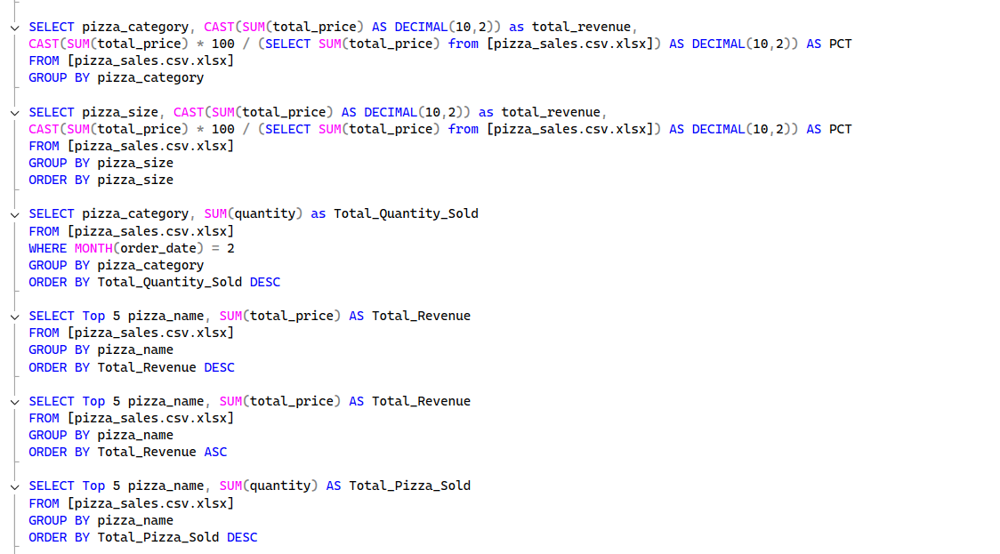 SELECT pizza_category, CAST(SUM(total_price) AS DECIMAL(10,2)) as total_revenue,
CAST(SUM(total_price) * 100 / (SELECT SUM(total_price) from [pizza_sales.csv.xlsx]) AS DECIMAL(10,2)) AS PCT
FROM [pizza_sales.csv.xlsx]
GROUP BY pizza_category
SELECT pizza_size, CAST(SUM(total_price) AS DECIMAL(10,2)) as total_revenue,
CAST(SUM(total_price) * 100 / (SELECT SUM(total_price) from [pizza_sales.csv.xlsx]) AS DECIMAL(10,2)) AS PCT
FROM [pizza_sales.csv.xlsx]
GROUP BY pizza_size
ORDER BY pizza_size
SELECT pizza_category, SUM(quantity) as Total_Quantity_Sold
FROM [pizza_sales.csv.xlsx]
WHERE MONTH(order_date) = 2
GROUP BY pizza_category
ORDER BY Total_Quantity_Sold DESC
SELECT Top 5 pizza_name, SUM(total_price) AS Total_Revenue
FROM [pizza_sales.csv.xlsx]
GROUP BY pizza_name
ORDER BY Total_Revenue DESC
SELECT Top 5 pizza_name, SUM(total_price) AS Total_Revenue
FROM [pizza_sales.csv.xlsx]
GROUP BY pizza_name
ORDER BY Total_Revenue ASC
SELECT Top 5 pizza_name, SUM(quantity) AS Total_Pizza_Sold
FROM [pizza_sales.csv.xlsx]
GROUP BY pizza_name
ORDER BY Total_Pizza_Sold DESC